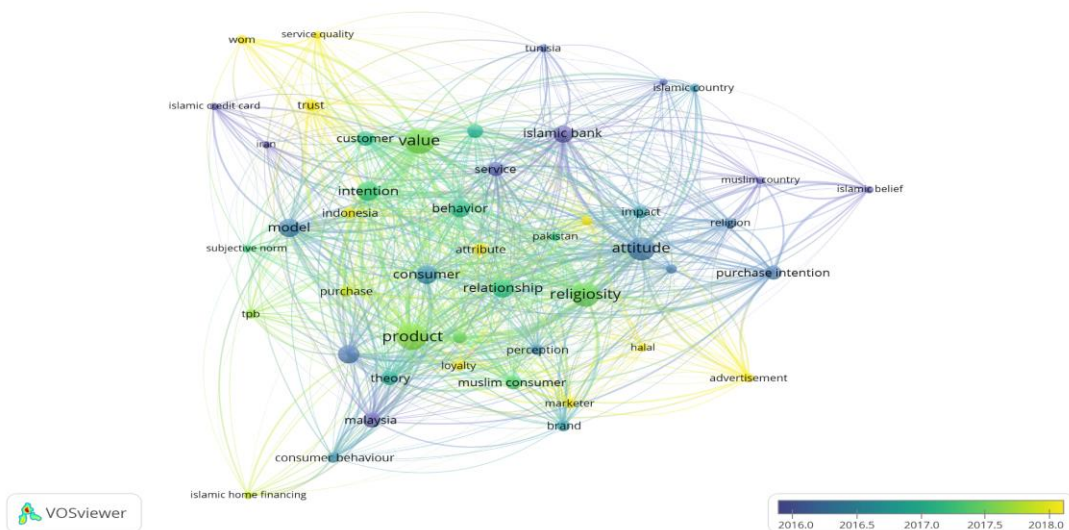 wom
service quality
tunisia
islamic country
islamic credit card
trust
customer
value
islamic bank
iran
service
muslim country
islamic belief
intention
indonesia
behavior
impact
religion
model
subjective norm
attribute
pakistan
attitude
consumer
purchase intention
purchase
relationship
religiosity
tpb
product
perception
halal
loyalty
theory
muslim consumer
advertisement
marketer
malaysia
brand
consumer behaviour
islamic home financing
VOSviewer
2016.0 2016.5 2017.0 2017.5 2018.0